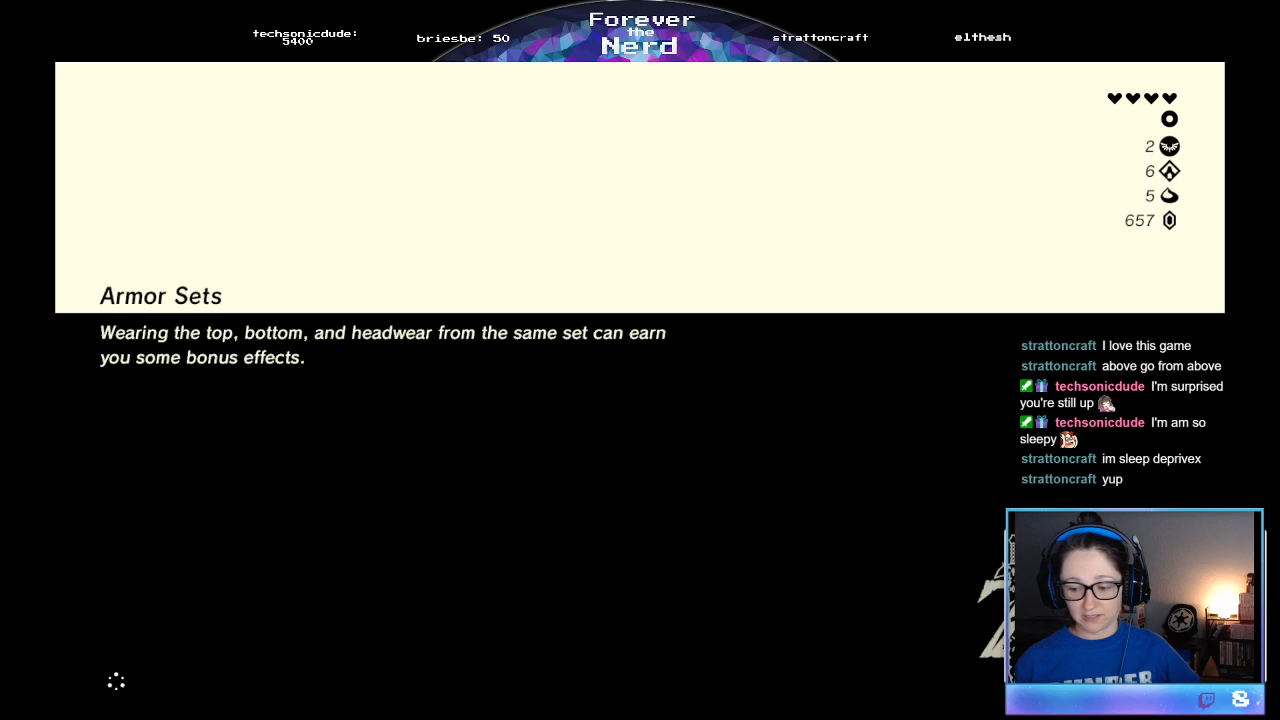 techsonicdude:
5400
briesbe: 50
Forever
the
Nerd
strattoncraft
elthesh
2
6
5
657
Armor Sets
Wearing the top, bottom, and headwear from the same set can earn
you some bonus effects.
strattoncraft I love this game
strattoncraft above go from above
techsonicdude I'm surprised
you're still up
techsonicdude I'm am so
sleepy
strattoncraft im sleep deprivex
strattoncraft yup
8